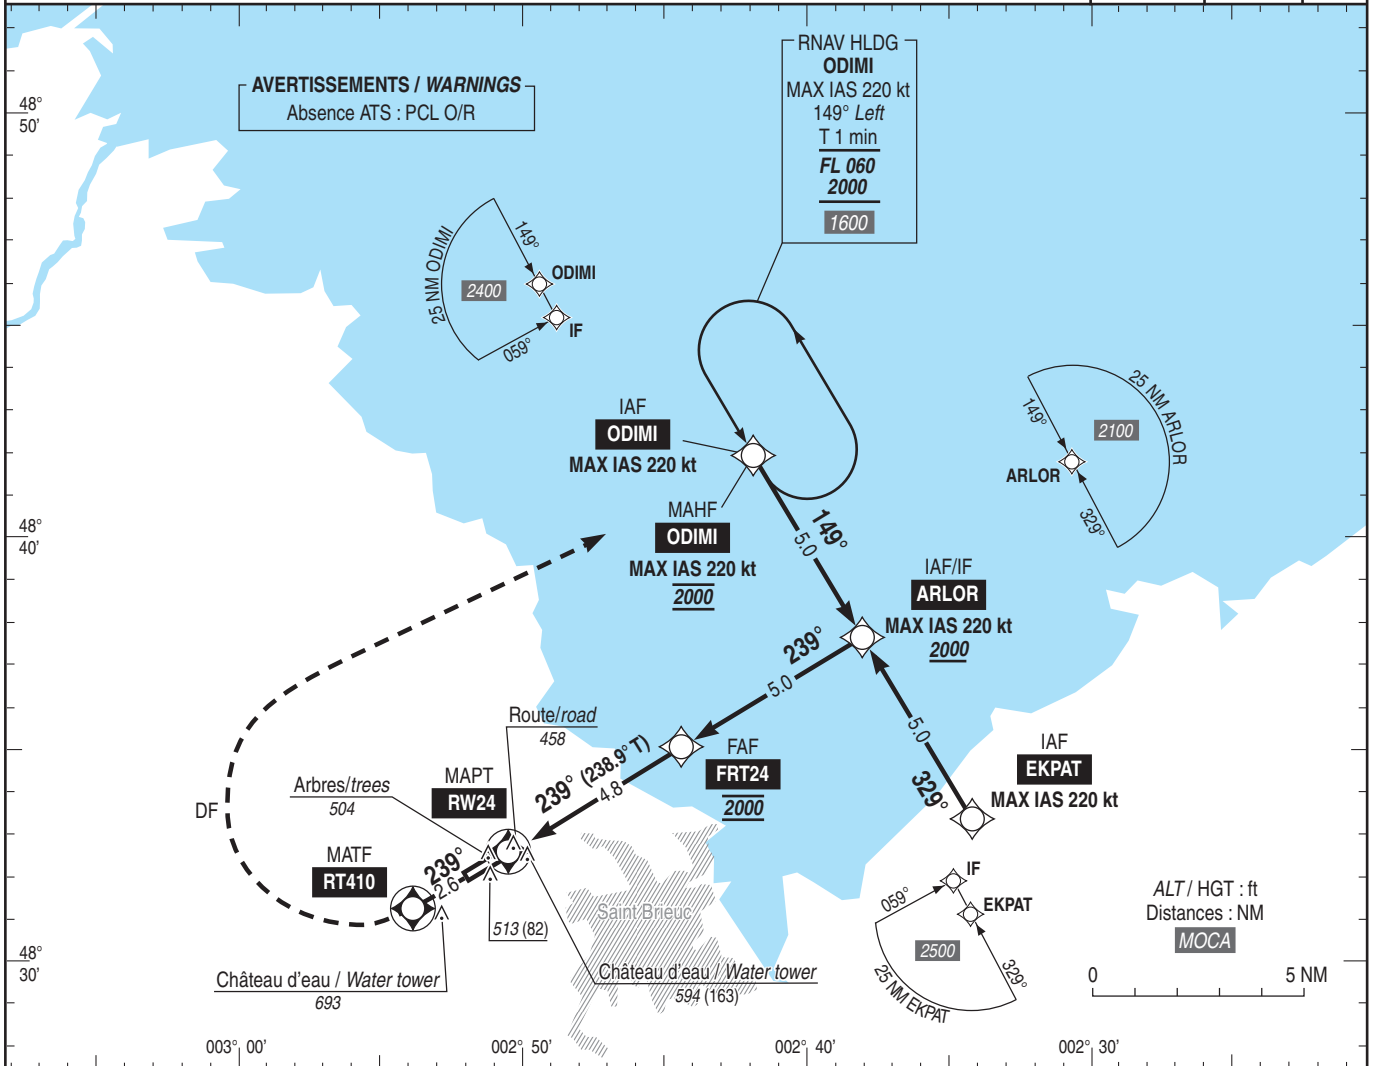 RNAV HLDG
ODIMI
MAX IAS 220 kt
149° Left
T 1 min
FL 060
2000
1600
AVERTISSEMENTS / WARNINGS
Absence ATS : PCL O/R
48°
50'
25 NM ODIMI
149°
ODIMI
2400
IF
059°
25 NM ARLOR
149°
2100
ARLOR
329°
IAF
ODIMI
MAX IAS 220 kt
MAHF
ODIMI
MAX IAS 220 kt
2000
149°
5.0
48°
40'
IAF/IF
ARLOR
MAX IAS 220 kt
2000
239°
5.0
5.0
329°
IAF
EKPAT
MAX IAS 220 kt
Route/road
458
FAF
FRT24
2000
239° (238.9° T)
4.8
MAPT
RW24
Arbres/trees
504
DF
MATF
RT410
239°
2.6
513 (82)
Saint Brieuc
Château d'eau / Water tower
693
Château d'eau / Water tower
594 (163)
IF
059°
EKPAT
2500
329°
25 NM EKPAT
ALT / HGT : ft
Distances : NM
MOCA
0 5 NM
48°
30'
003° 00' 002° 50' 002° 40' 002° 30'